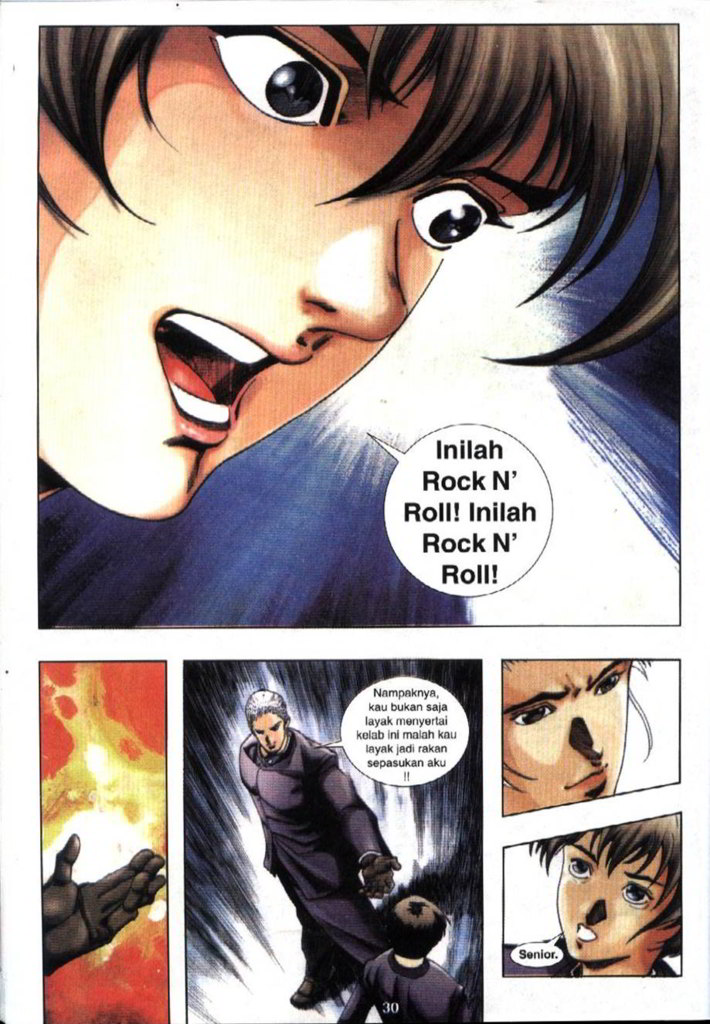 Inilah
Rock N'
Roll! Inilah
Rock N'
Roll!
Nampaknya,
kau bukan saja
layak menyertai
kelab ini malah kau
layak jadi rakan
sepasukan aku
!!
Senior.
30